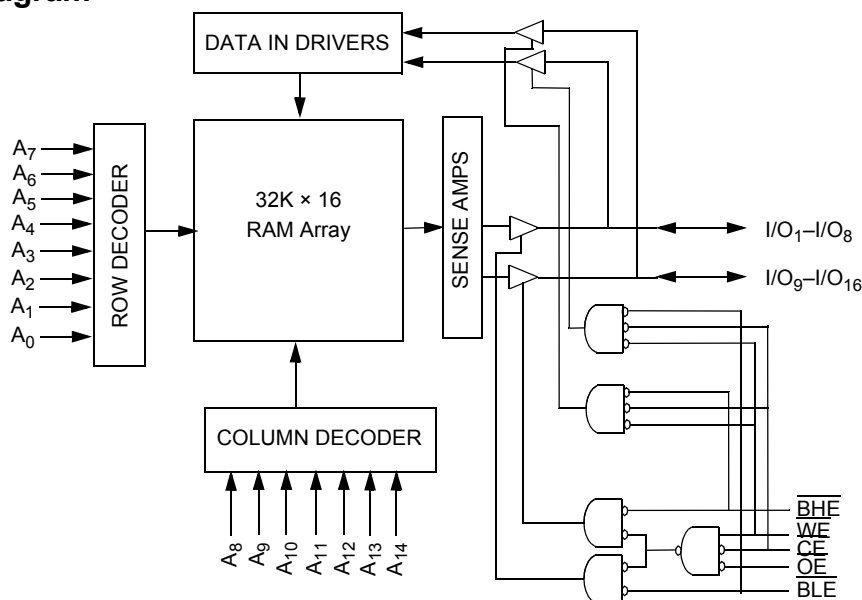 DATA IN DRIVERS
A7
A6
A5
A4
A3
A2
A1
A0
ROW DECODER
32K × 16
RAM Array
SENSE AMPS
I/O1–I/O8
I/O9–I/O16
COLUMN DECODER
A8
A9
A10
A11
A12
A13
A14
BHE
WE
CE
OE
BLE